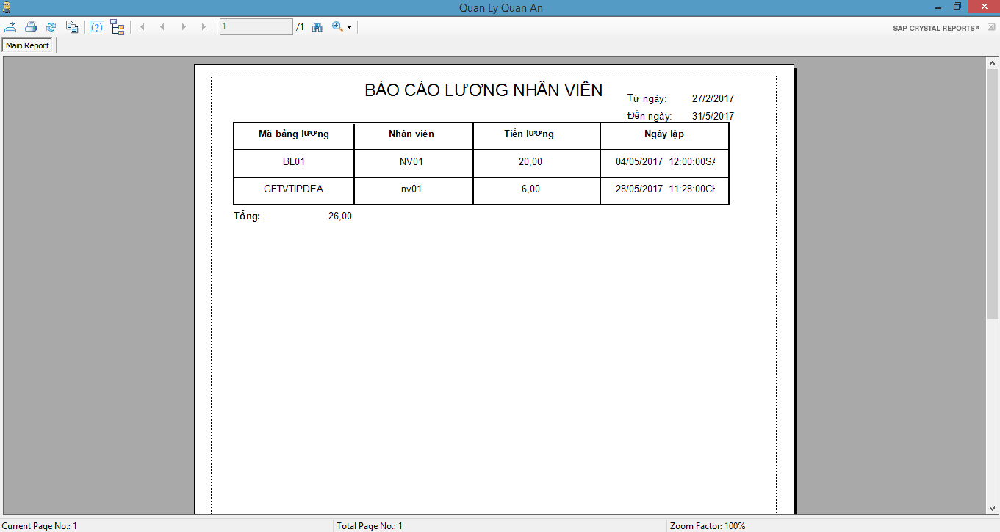 Quan Ly Quan An
1 /1
SAP CRYSTAL REPORTS®
Main Report
BÁO CÁO LƯƠNG NHÂN VIÊN
Từ ngày: 27/2/2017
Đến ngày: 31/5/2017
Mã bảng lương Nhân viên Tiền lương Ngày lập
BL01 NV01 20,00 04/05/2017 12:00:00SA
GFTVTIPDEA nv01 6,00 28/05/2017 11:28:00CH
Tổng: 26,00
Current Page No.: 1 Total Page No.: 1 Zoom Factor: 100%